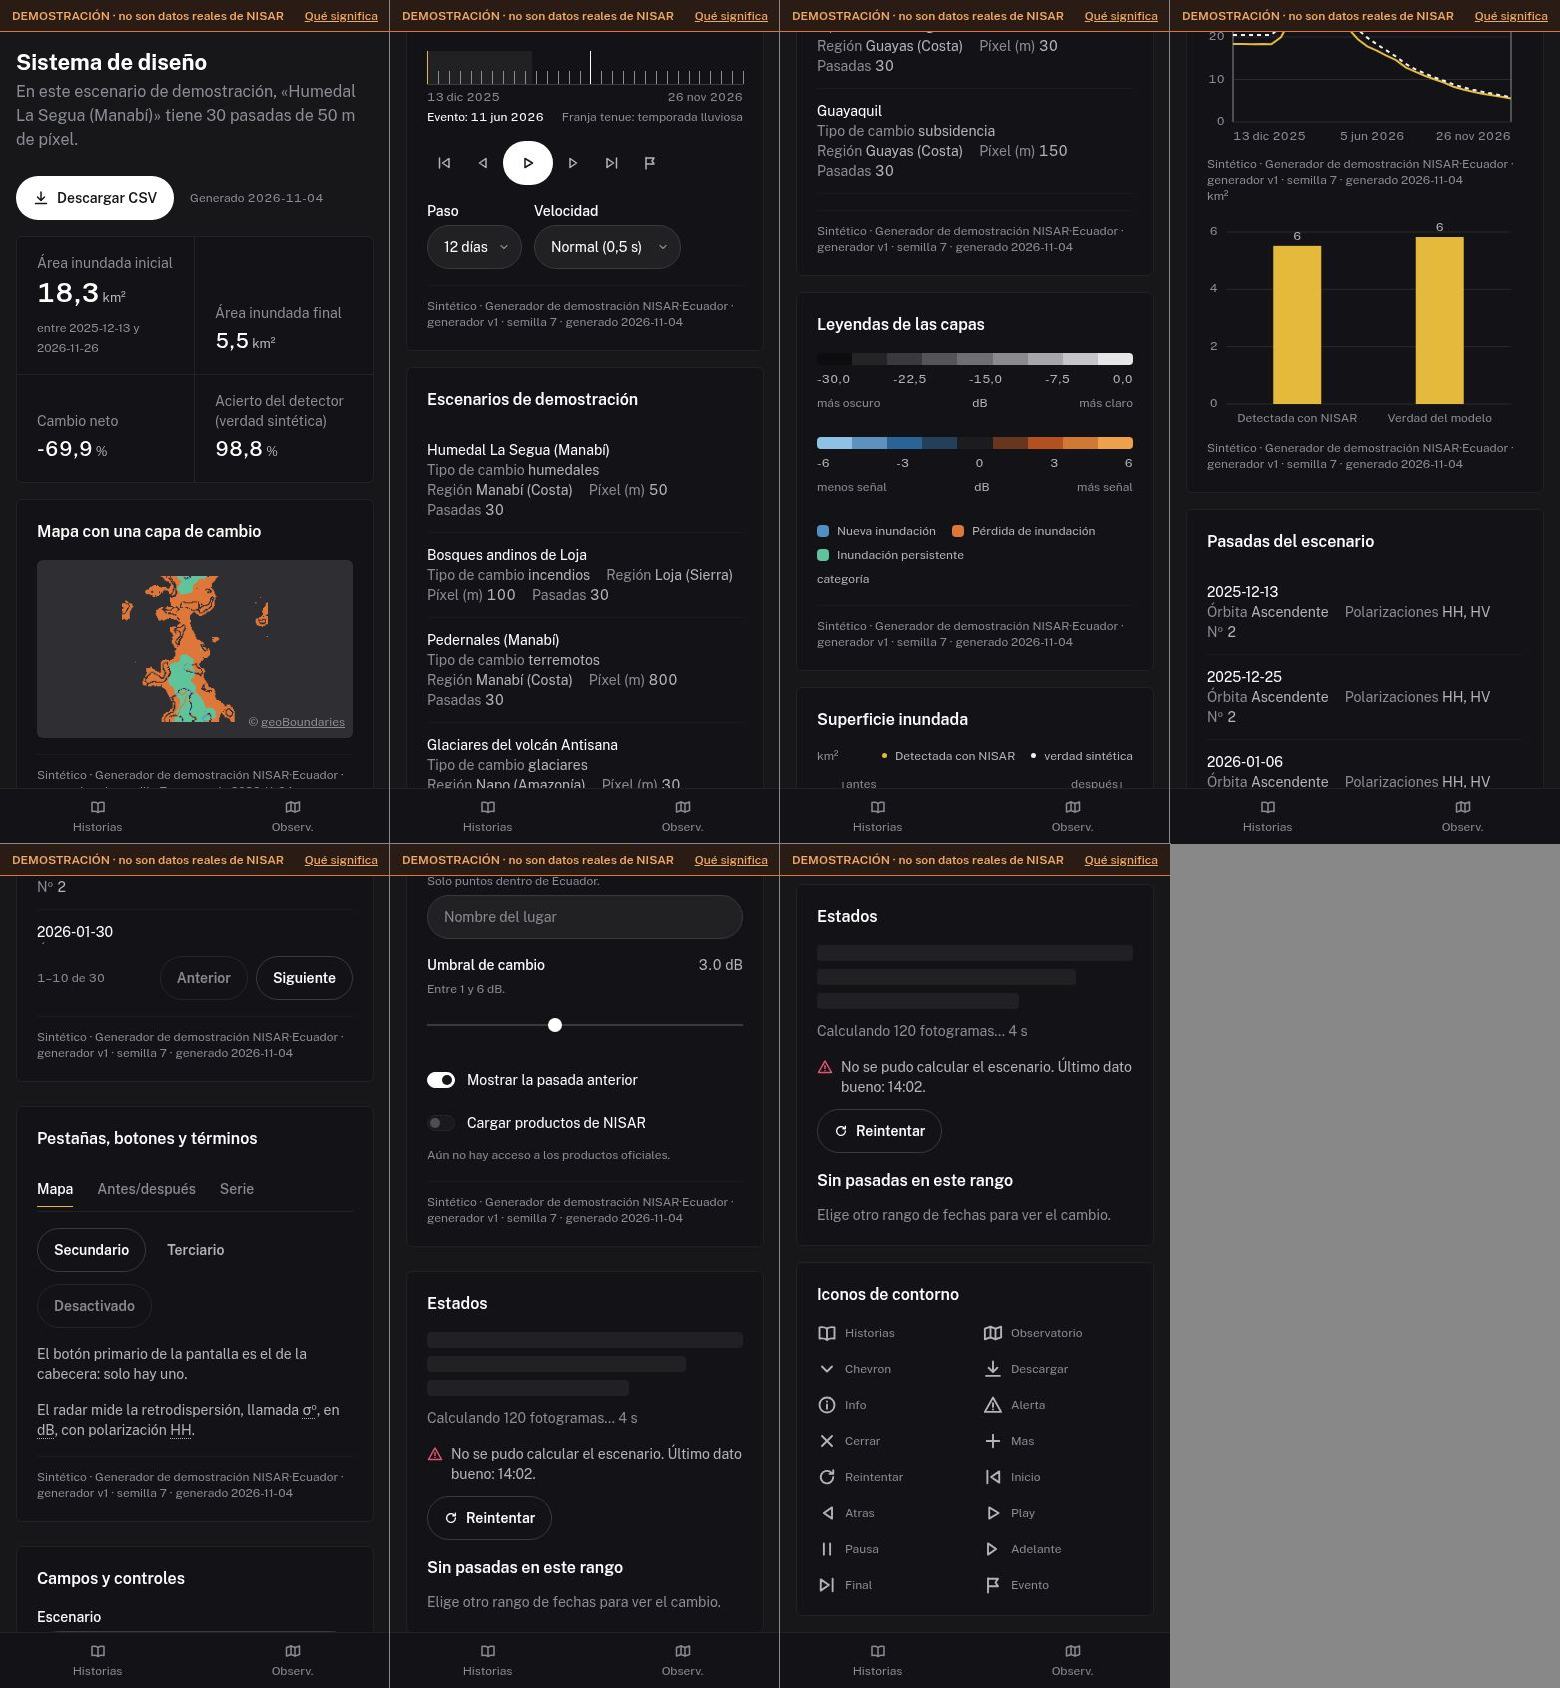 DEMOSTRACIÓN · no son datos reales de NISAR Qué significa
Sistema de diseño
En este escenario de demostración, «Humedal
La Segua (Manabí)» tiene 30 pasadas de 50 m
de píxel.
Descargar CSV Generado 2026-11-04
Área inundada inicial
18,3 km²
entre 2025-12-13 y
2026-11-26
Área inundada final
5,5 km²
Cambio neto
-69,9 %
Acierto del detector
(verdad sintética)
98,8 %
Mapa con una capa de cambio
© geoBoundaries
Sintético · Generador de demostración NISAR·Ecuador ·
Historias Observ.
DEMOSTRACIÓN · no son datos reales de NISAR Qué significa
13 dic 2025 26 nov 2026
Evento: 11 jun 2026 Franja tenue: temporada lluviosa
Paso Velocidad
12 días Normal (0,5 s)
Sintético · Generador de demostración NISAR·Ecuador ·
generador v1 · semilla 7 · generado 2026-11-04
Escenarios de demostración
Humedal La Segua (Manabí)
Tipo de cambio humedales
Región Manabí (Costa) Píxel (m) 50
Pasadas 30
Bosques andinos de Loja
Tipo de cambio incendios Región Loja (Sierra)
Píxel (m) 100 Pasadas 30
Pedernales (Manabí)
Tipo de cambio terremotos
Región Manabí (Costa) Píxel (m) 800
Pasadas 30
Glaciares del volcán Antisana
Tipo de cambio glaciares
Región Napo (Amazonía) Píxel (m) 30
Historias Observ.
DEMOSTRACIÓN · no son datos reales de NISAR Qué significa
Región Guayas (Costa) Píxel (m) 30
Pasadas 30
Guayaquil
Tipo de cambio subsidencia
Región Guayas (Costa) Píxel (m) 150
Pasadas 30
Sintético · Generador de demostración NISAR·Ecuador ·
generador v1 · semilla 7 · generado 2026-11-04
Leyendas de las capas
-30,0 -22,5 -15,0 -7,5 0,0
más oscuro dB más claro
-6 -3 0 3 6
menos señal dB más señal
Nueva inundación Pérdida de inundación
Inundación persistente
categoría
Sintético · Generador de demostración NISAR·Ecuador ·
generador v1 · semilla 7 · generado 2026-11-04
Superficie inundada
km² Detectada con NISAR verdad sintética
antes después
Historias Observ.
DEMOSTRACIÓN · no son datos reales de NISAR Qué significa
20
10
0
13 dic 2025 5 jun 2026 26 nov 2026
Sintético · Generador de demostración NISAR·Ecuador ·
generador v1 · semilla 7 · generado 2026-11-04
km²
6 6
6
4
2
0
Detectada con NISAR Verdad del modelo
Sintético · Generador de demostración NISAR·Ecuador ·
generador v1 · semilla 7 · generado 2026-11-04
Pasadas del escenario
2025-12-13
Órbita Ascendente Polarizaciones HH, HV
Nº 2
2025-12-25
Órbita Ascendente Polarizaciones HH, HV
Nº 2
2026-01-06
Órbita Ascendente Polarizaciones HH, HV
Historias Observ.
DEMOSTRACIÓN · no son datos reales de NISAR Qué significa
Nº 2
2026-01-30
1–10 de 30 Anterior Siguiente
Sintético · Generador de demostración NISAR·Ecuador ·
generador v1 · semilla 7 · generado 2026-11-04
Pestañas, botones y términos
Mapa Antes/después Serie
Secundario Terciario
Desactivado
El botón primario de la pantalla es el de la
cabecera: solo hay uno.
El radar mide la retrodispersión, llamada σ⁰, en
dB, con polarización HH.
Sintético · Generador de demostración NISAR·Ecuador ·
generador v1 · semilla 7 · generado 2026-11-04
Campos y controles
Escenario
Historias Observ.
DEMOSTRACIÓN · no son datos reales de NISAR Qué significa
Solo puntos dentro de Ecuador.
Nombre del lugar
Umbral de cambio 3.0 dB
Entre 1 y 6 dB.
Mostrar la pasada anterior
Cargar productos de NISAR
Aún no hay acceso a los productos oficiales.
Sintético · Generador de demostración NISAR·Ecuador ·
generador v1 · semilla 7 · generado 2026-11-04
Estados
Calculando 120 fotogramas… 4 s
No se pudo calcular el escenario. Último dato
bueno: 14:02.
Reintentar
Sin pasadas en este rango
Elige otro rango de fechas para ver el cambio.
Historias Observ.
DEMOSTRACIÓN · no son datos reales de NISAR Qué significa
Estados
Calculando 120 fotogramas… 4 s
No se pudo calcular el escenario. Último dato
bueno: 14:02.
Reintentar
Sin pasadas en este rango
Elige otro rango de fechas para ver el cambio.
Iconos de contorno
Historias Observatorio
Chevron Descargar
Info Alerta
Cerrar Mas
Reintentar Inicio
Atras Play
Pausa Adelante
Final Evento
Historias Observ.